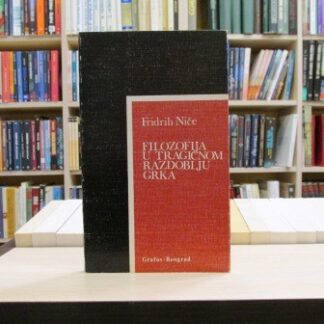 Fridrih Niče
FILOZOFIJA
U TRAGIČNOM
RAZDOBLJU
GRKA
Grafos • Beograd